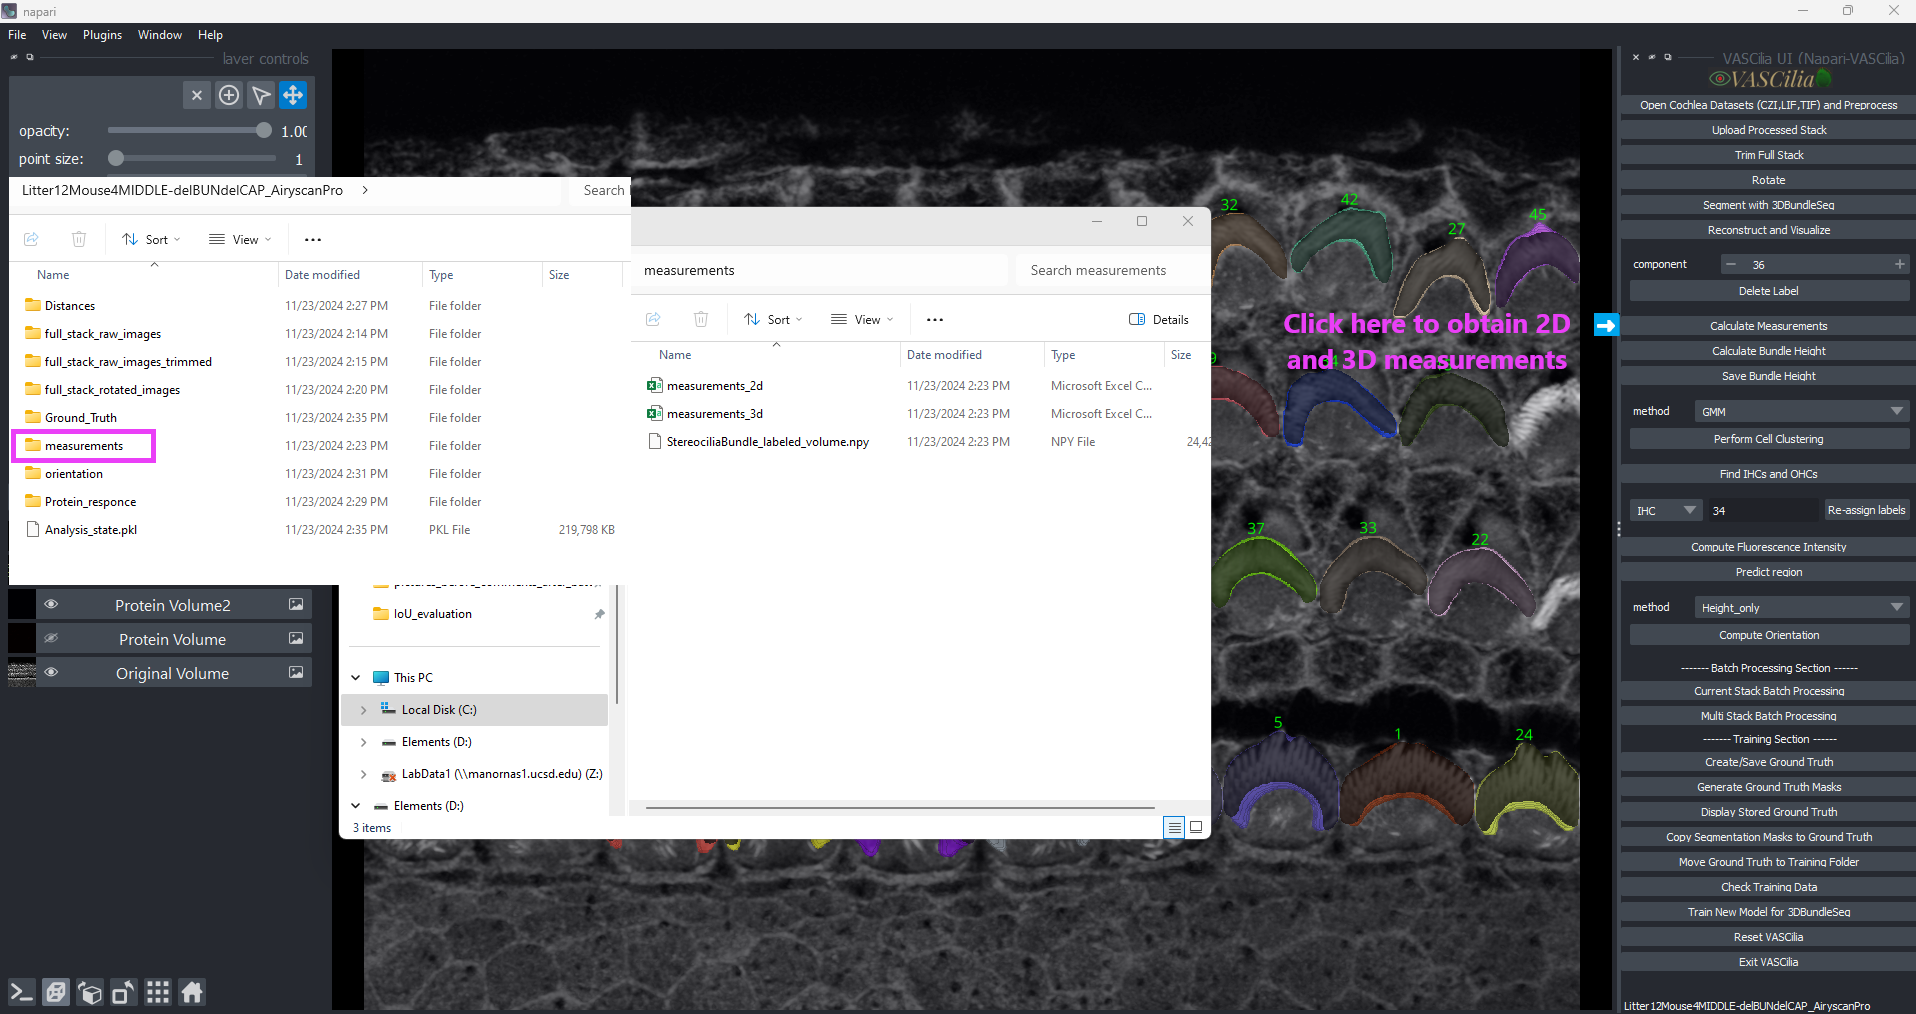 napari
File View Plugins Window Help
layer controls
opacity: 1.00
point size: 1
Litter12Mouse4MIDDLE-delBUNdelCAP_AiryscanPro > Search
Sort View ...
Name Date modified Type Size
Distances 11/23/2024 2:27 PM File folder
full_stack_raw_images 11/23/2024 2:14 PM File folder
full_stack_raw_images_trimmed 11/23/2024 2:15 PM File folder
full_stack_rotated_images 11/23/2024 2:20 PM File folder
Ground_Truth 11/23/2024 2:35 PM File folder
measurements 11/23/2024 2:23 PM File folder
orientation 11/23/2024 2:31 PM File folder
Protein_responce 11/23/2024 2:29 PM File folder
Analysis_state.pkl 11/23/2024 2:35 PM PKL File 219,798 KB
Protein Volume2
Protein Volume
Original Volume
IoU_evaluation
This PC
Local Disk (C:)
Elements (D:)
LabData1 (\\manornas1.ucsd.edu) (Z:)
Elements (D:)
3 items
measurements Search measurements
Sort View ... Details
Name Date modified Type Size
measurements_2d 11/23/2024 2:23 PM Microsoft Excel C...
measurements_3d 11/23/2024 2:23 PM Microsoft Excel C...
StereociliaBundle_labeled_volume.npy 11/23/2024 2:23 PM NPY File 24,42
32 42 27 45
Click here to obtain 2D
and 3D measurements
37 33 22
5 1 24
VASCilia UI (Napari-VASCilia)
VASCilia
Open Cochlea Datasets (CZI,LIF,TIF) and Preprocess
Upload Processed Stack
Trim Full Stack
Rotate
Segment with 3DBundleSeg
Reconstruct and Visualize
component 36
Delete Label
Calculate Measurements
Calculate Bundle Height
Save Bundle Height
method GMM
Perform Cell Clustering
Find IHCs and OHCs
IHC 34 Re-assign labels
Compute Fluorescence Intensity
Predict region
method Height_only
Compute Orientation
------- Batch Processing Section ------
Current Stack Batch Processing
Multi Stack Batch Processing
------- Training Section ------
Create/Save Ground Truth
Generate Ground Truth Masks
Display Stored Ground Truth
Copy Segmentation Masks to Ground Truth
Move Ground Truth to Training Folder
Check Training Data
Train New Model for 3DBundleSeg
Reset VASCilia
Exit VASCilia
Litter12Mouse4MIDDLE-delBUNdelCAP_AiryscanPro